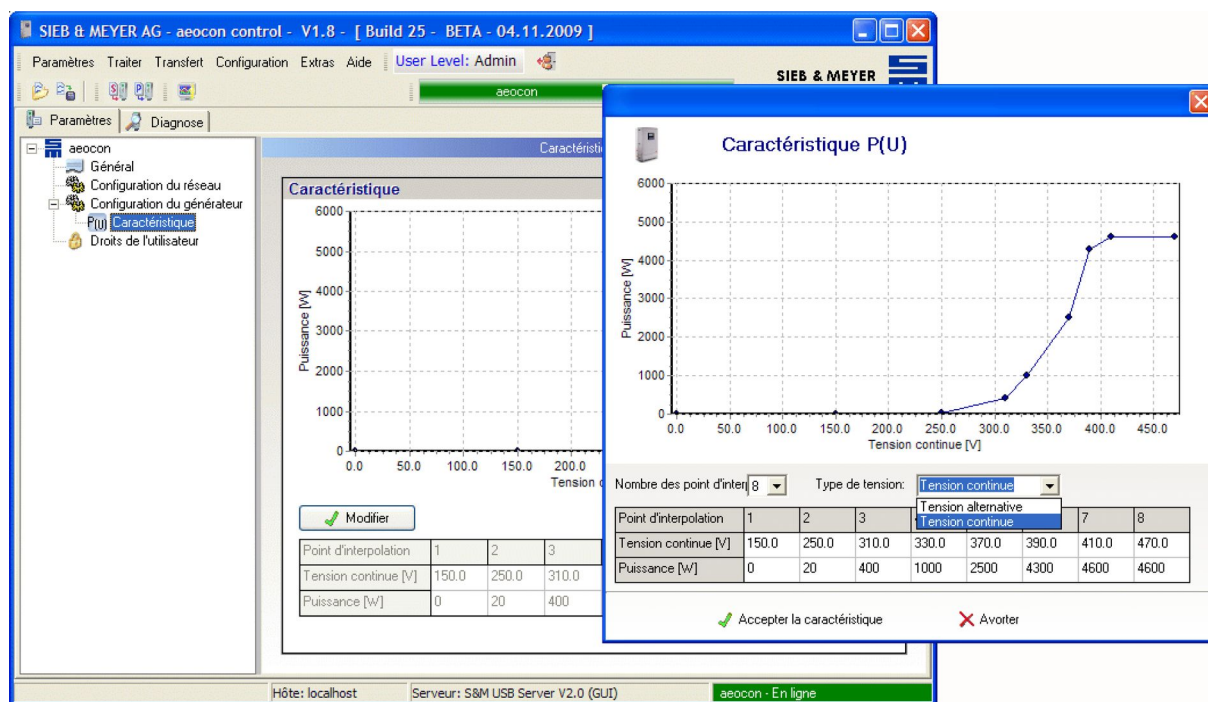 SIEB & MEYER AG - aeocon control - V1.8 - [ Build 25 - BETA - 04.11.2009 ]
Paramètres Traiter Transfert Configuration Extras Aide User Level: Admin
SIEB & MEYER
aeocon
Paramètres Diagnose
aeocon
Général
Configuration du réseau
Configuration du générateur
P(U) Caractéristique
Droits de l'utilisateur
Caractéristi
Caractéristique
6000
5000
4000
3000
2000
1000
0
Puissance [W]
0.0 50.0 100.0 150.0 200.0
Tension c
Modifier
Point d'interpolation 1 2 3
Tension continue [V] 150.0 250.0 310.0
Puissance [W] 0 20 400
Hôte: localhost Serveur: S&M USB Server V2.0 (GUI) aeocon - En ligne
Caractéristique P(U)
6000
5000
4000
3000
2000
1000
0
Puissance [W]
0.0 50.0 100.0 150.0 200.0 250.0 300.0 350.0 400.0 450.0
Tension continue [V]
Nombre des point d'inter 8 Type de tension: Tension continue
Tension alternative
Tension continue
Point d'interpolation 1 2 3 7 8
Tension continue [V] 150.0 250.0 310.0 330.0 370.0 390.0 410.0 470.0
Puissance [W] 0 20 400 1000 2500 4300 4600 4600
Accepter la caractéristique Avorter